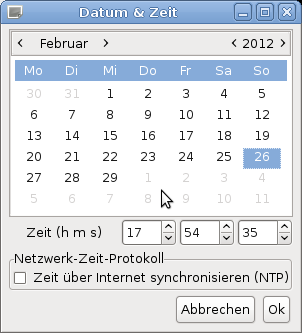 Datum & Zeit
Februar 2012
Mo Di Mi Do Fr Sa So
30 31 1 2 3 4 5
6 7 8 9 10 11 12
13 14 15 16 17 18 19
20 21 22 23 24 25 26
27 28 29 1 2 3 4
5 6 7 8 9 10 11
Zeit (h m s) 17 54 35
Netzwerk-Zeit-Protokoll
Zeit über Internet synchronisieren (NTP)
Abbrechen Ok